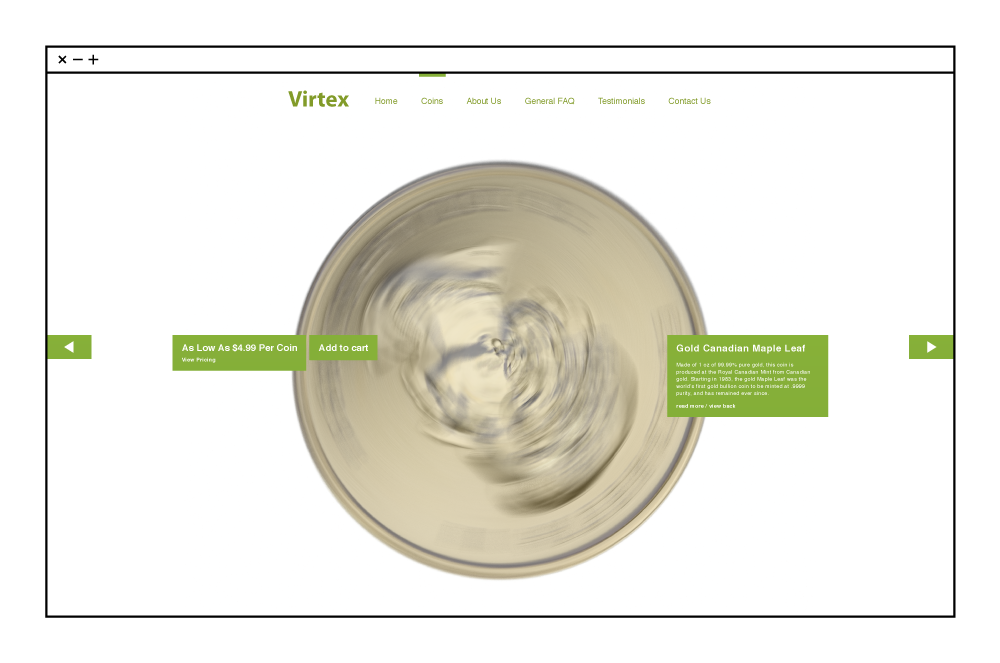 Virtex
Home
Coins
About Us
General FAQ
Testimonials
Contact Us
As Low As $4.99 Per Coin
View Pricing
Add to cart
Gold Canadian Maple Leaf
Made of 1 oz of 99.99% pure gold, this coin is
produced at the Royal Canadian Mint from Canadian
gold. Starting in 1983, the gold Maple Leaf was the
world's first gold bullion coin to be minted at .9999
purity, and has remained ever since.
read more / view back